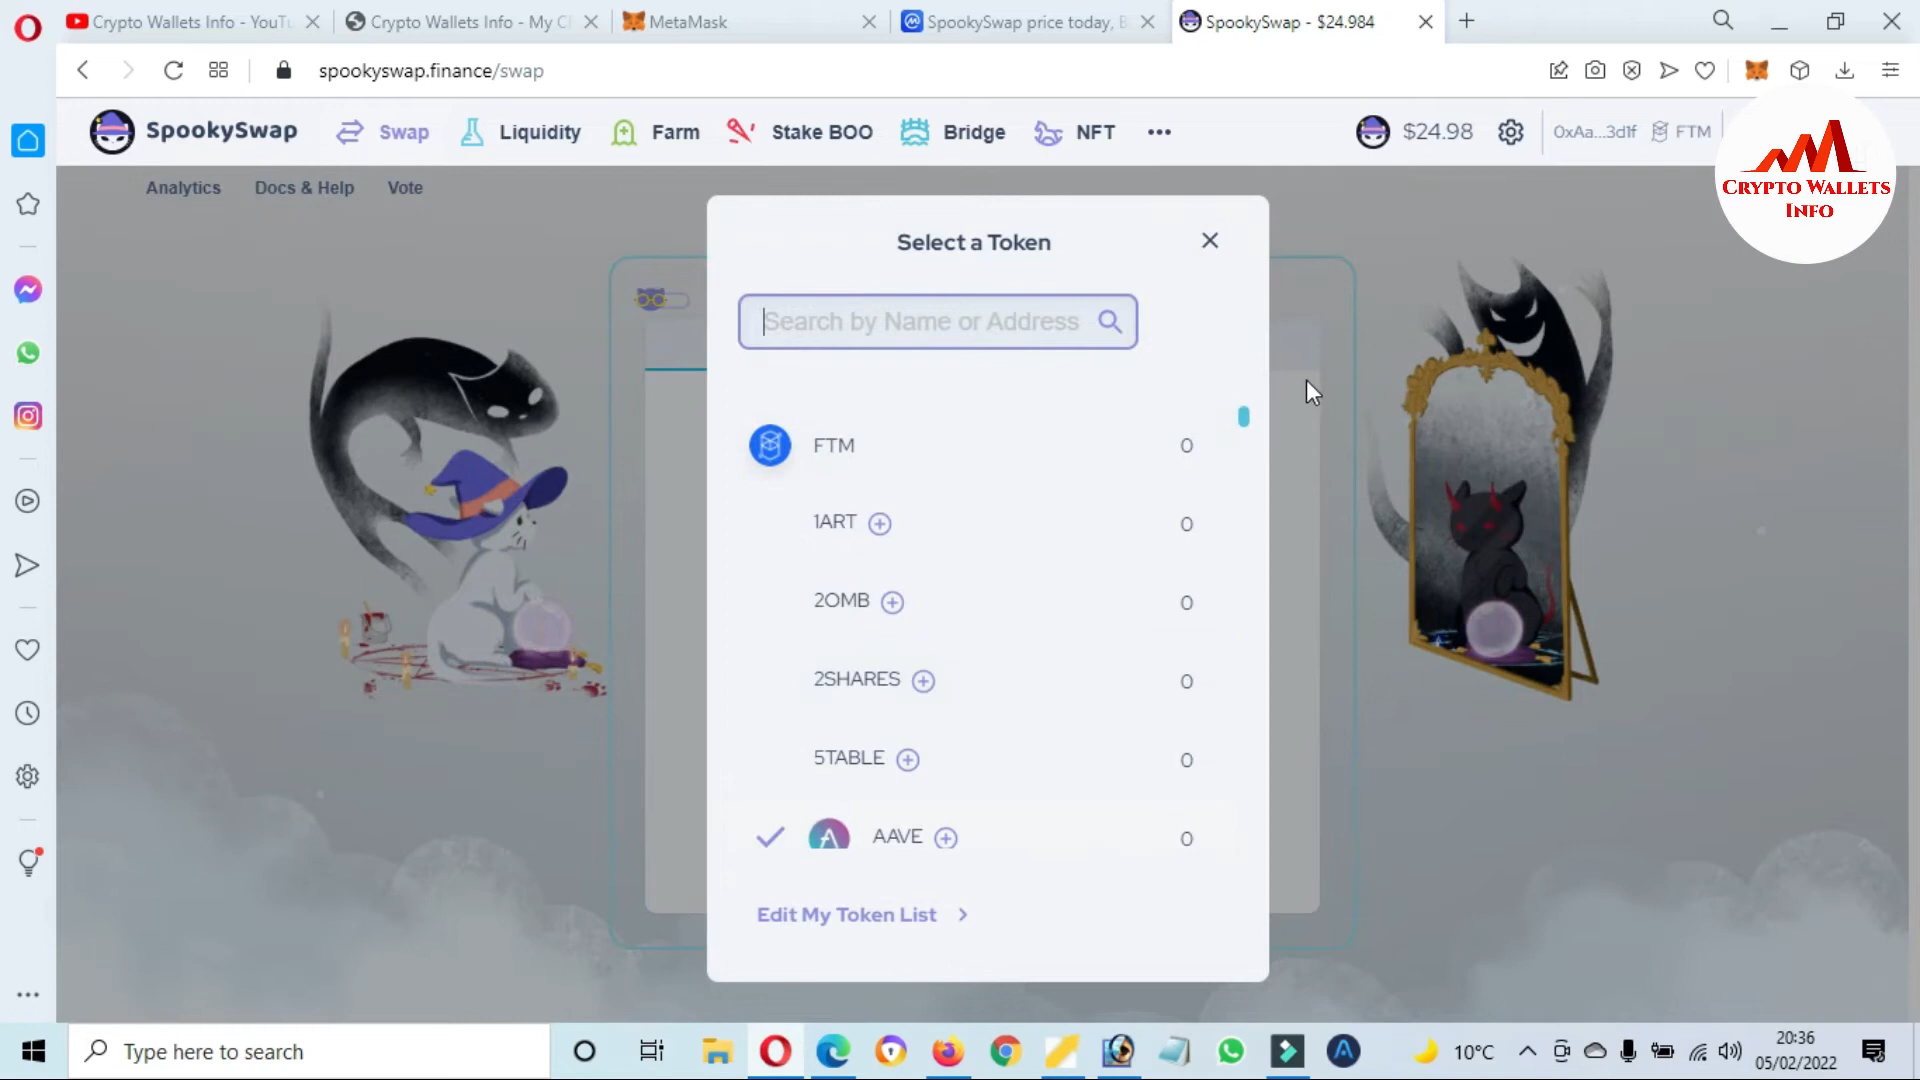 Crypto Wallets Info - YouTu
Crypto Wallets Info - My C
MetaMask
SpookySwap price today, B
SpookySwap - $24.984
spookyswap.finance/swap
SpookySwap
Swap
Liquidity
Farm
Stake BOO
Bridge
NFT
$24.98
0xAa...3d1f
FTM
Analytics
Docs & Help
Vote
CRYPTO WALLETS
INFO
Select a Token
Search by Name or Address
FTM 0
1ART 0
2OMB 0
2SHARES 0
5TABLE 0
AAVE 0
Edit My Token List
Type here to search
10°C
20:36
05/02/2022